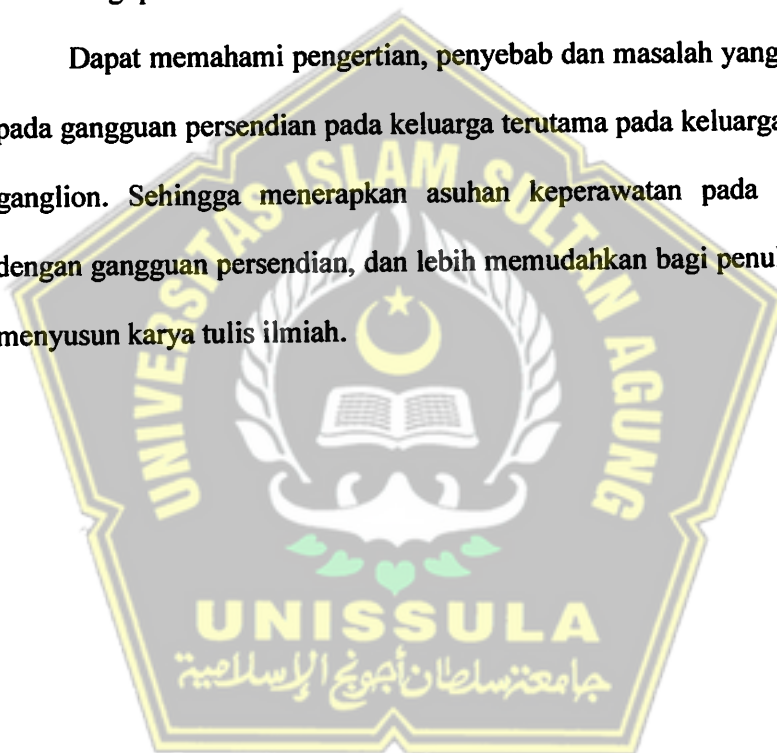 Dapat memahami pengertian, penyebab dan masalah yang
pada gangguan persendian pada keluarga terutama pada keluarga
ganglion. Sehingga menerapkan asuhan keperawatan pada
dengan gangguan persendian, dan lebih memudahkan bagi
menyusun karya tulis ilmiah.
UNIVERSITAS ISLAM SULTAN AGUNG
UNISSULA
جامعة سلطان أجونج الإسلامية